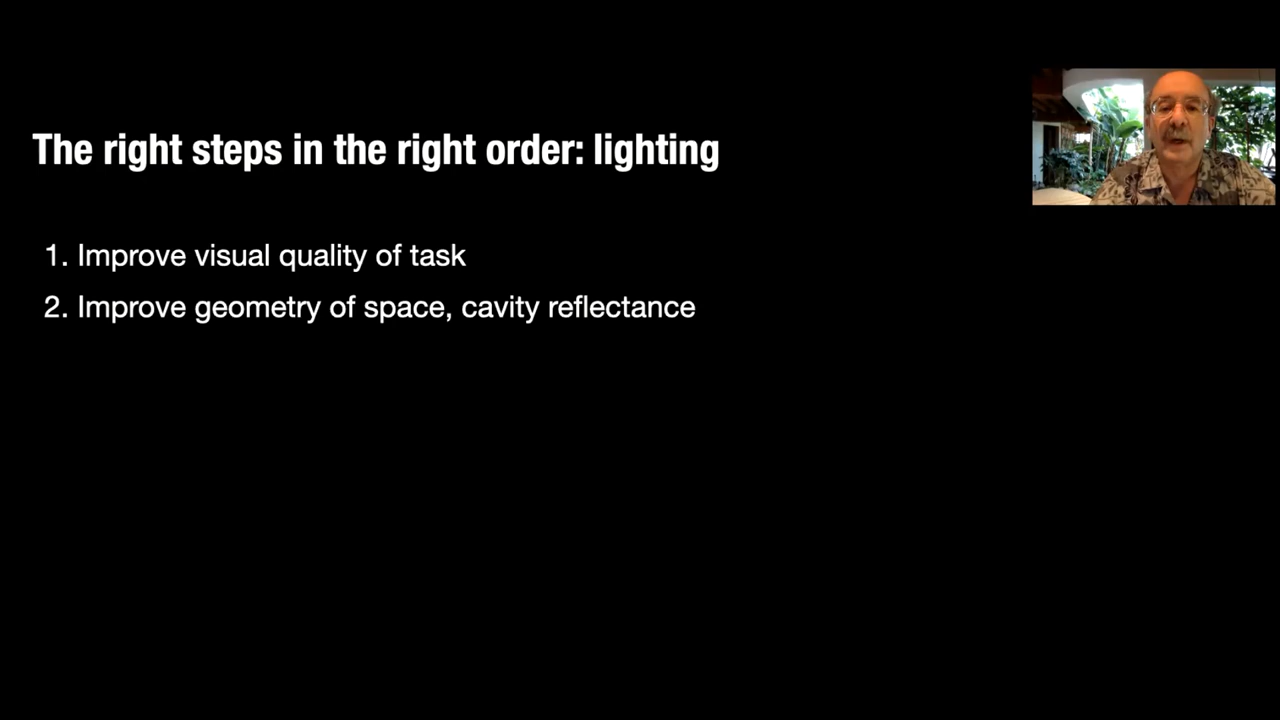 The right steps in the right order: lighting
1. Improve visual quality of task
2. Improve geometry of space, cavity reflectance